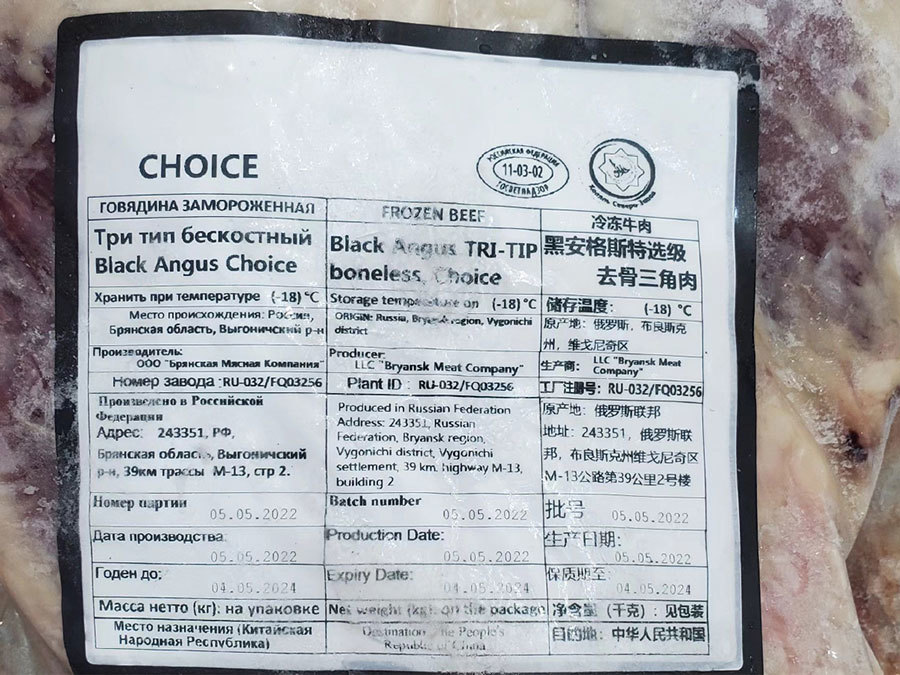 CHOICE
РОССИЙСКАЯ ФЕДЕРАЦИЯ
11-03-02
ГОСВЕТНАДЗОР
ГОВЯДИНА ЗАМОРОЖЕННАЯ
Три тип бескостный
Black Angus Choice
Хранить при температуре (-18) °C
Место происхождения: Россия,
Брянская область, Выгоничский р-н
Производитель:
ООО "Брянская Мясная Компания"
Номер завода :RU-032/FQ03256
Произведено в Российской
Федерации
Адрес: 243351, РФ,
Брянская область, Выгоничский
р-н, 39км трассы М-13, стр 2.
Номер партии
05.05.2022
Дата производства:
05.05.2022
Годен до:
04.05.2024
Масса нетто (кг): на упаковке
Место назначения (Китайская
Народная Республика)
FROZEN BEEF
Black Angus TRI-TIP
boneless, Choice
Storage temperature on (-18) °C
ORIGIN: Russia, Bryansk region, Vygonichi
district
Producer:
LLC "Bryansk Meat Company"
Plant ID : RU-032/FQ03256
Produced in Russian Federation
Address: 243351, Russian
Federation, Bryansk region,
Vygonichi district, Vygonichi
settlement, 39 km. highway M-13,
building 2
Batch number
05.05.2022
Production Date:
05.05.2022
Expiry Date:
04.05.2024
Net weight (kg): on the package
Destination the People's
Republic of China
冷冻牛肉
黑安格斯特选级
去骨三角肉
储存温度: (-18) °C
原产地: 俄罗斯, 布良斯克
州, 维戈尼奇区
生产商: LLC "Bryansk Meat
Company"
工厂注册号: RU-032/FQ03256
原产地: 俄罗斯联邦
地址: 243351, 俄罗斯联
邦, 布良斯克州维戈尼奇区
M-13公路第39公里2号楼
批号
05.05.2022
生产日期:
05.05.2022
保质期至:
04.05.2024
净含量 (千克) : 见包装
目的地: 中华人民共和国